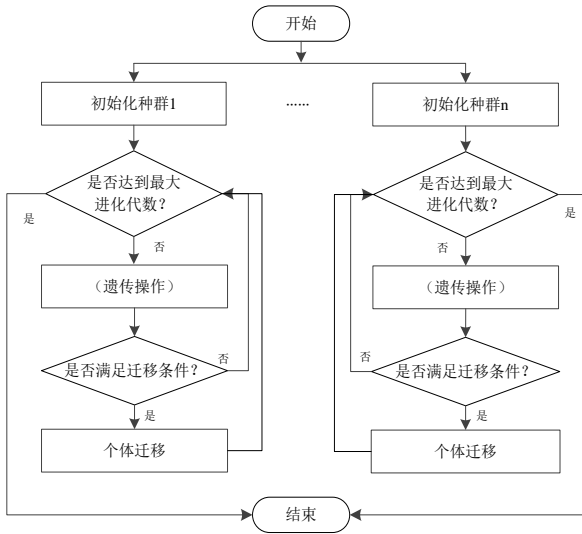 开始
初始化种群1
......
初始化种群n
是否达到最大
进化代数？
是
否
（遗传操作）
是否满足迁移条件？
否
是
个体迁移
是否达到最大
进化代数？
是
否
（遗传操作）
是否满足迁移条件？
否
是
个体迁移
结束